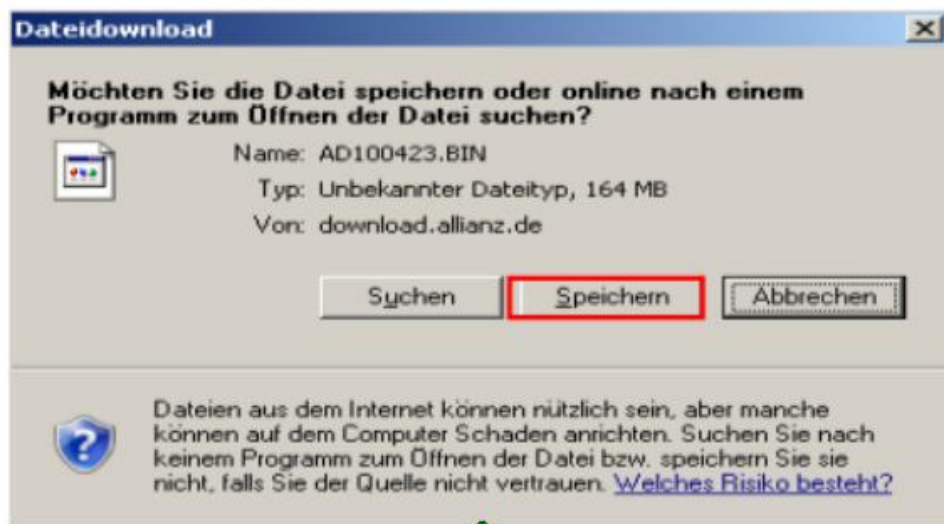 Dateidownload
Möchten Sie die Datei speichern oder online nach einem
Programm zum Öffnen der Datei suchen?
Name: AD100423.BIN
Typ: Unbekannter Dateityp, 164 MB
Von: download.allianz.de
Suchen Speichern Abbrechen
Dateien aus dem Internet können nützlich sein, aber manche
können auf dem Computer Schaden anrichten. Suchen Sie nach
keinem Programm zum Öffnen der Datei bzw. speichern Sie sie
nicht, falls Sie der Quelle nicht vertrauen. Welches Risiko besteht?